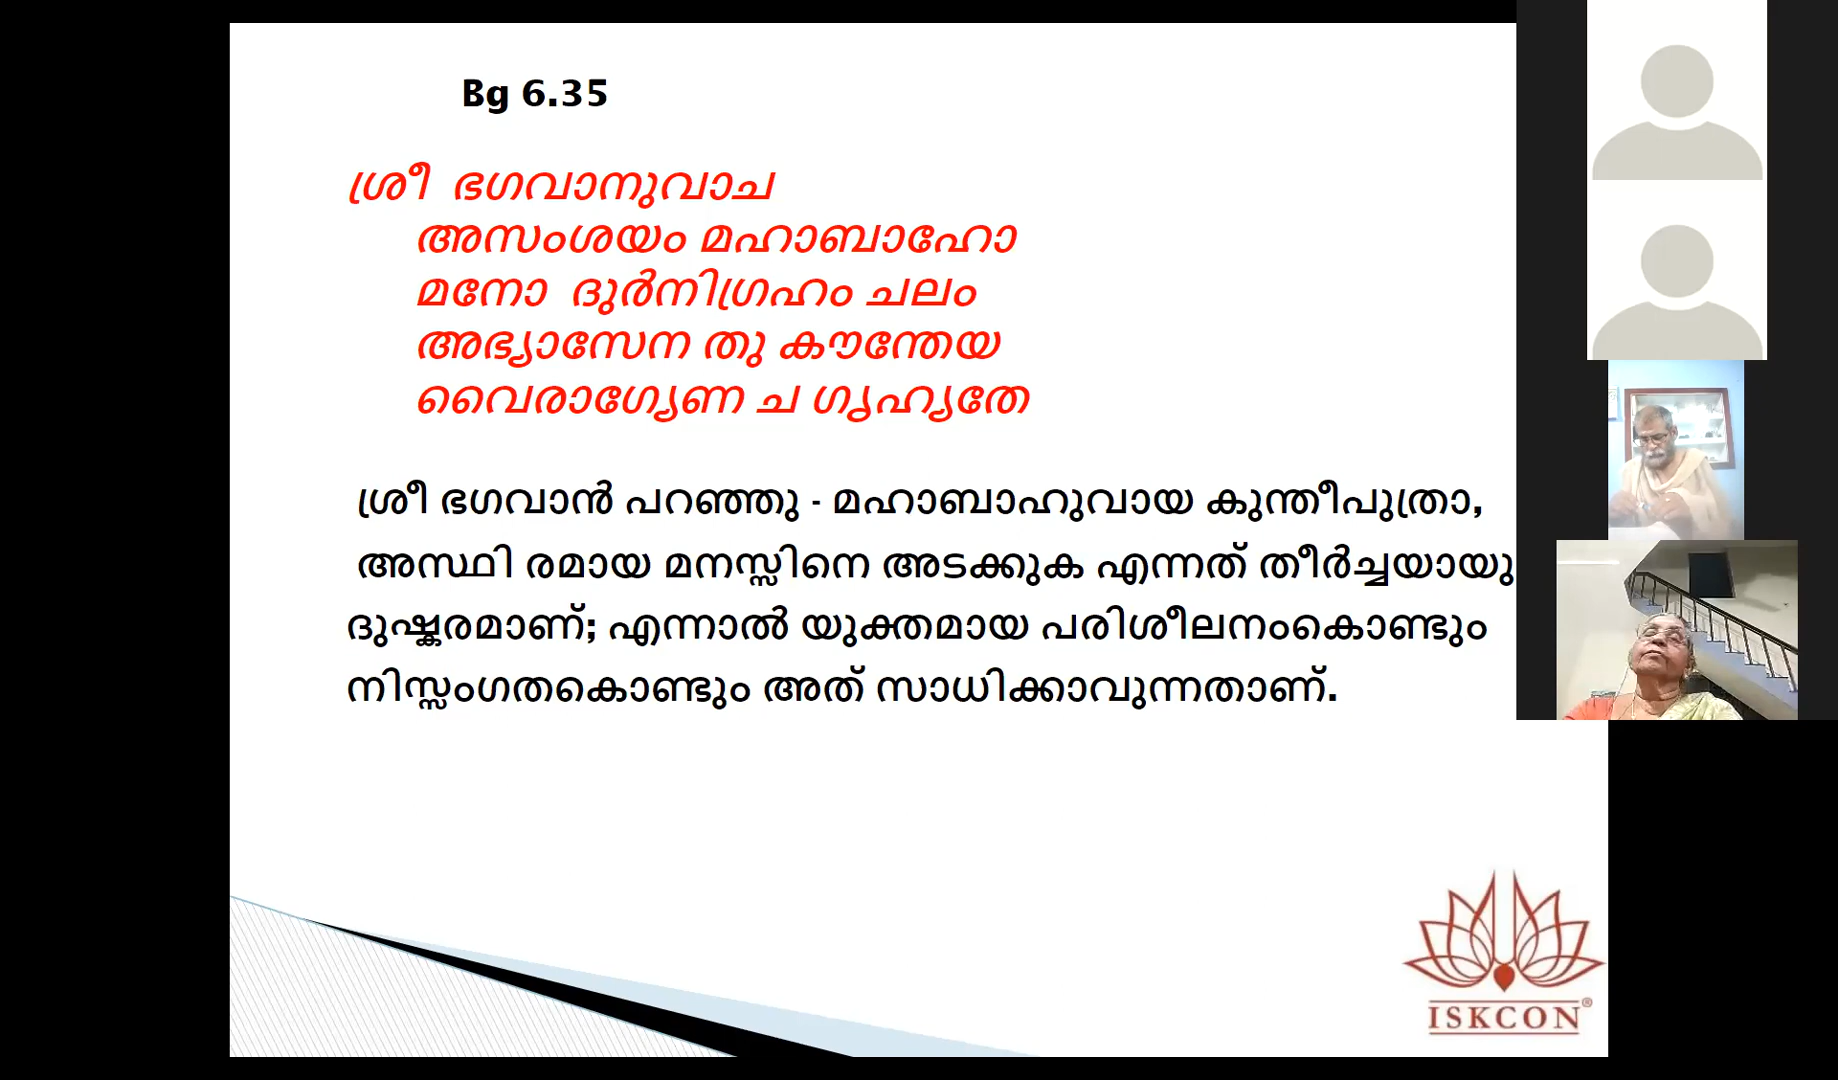 Bg 6.35
ശ്രീ ഭഗവാനുവാച
അസംശയം മഹാബാഹോ
മനോ ദുർനിഗ്രഹം ചലം
അഭ്യാസേന തു കൗന്തേയ
വൈരാഗ്യേണ ച ഗൃഹ്യതേ
ശ്രീ ഭഗവാൻ പറഞ്ഞു - മഹാബാഹുവായ കുന്തീപുത്രാ,
അസ്ഥി രമായ മനസ്സിനെ അടക്കുക എന്നത് തീർച്ചയായു
ദുഷ്കരമാണ്; എന്നാൽ യുക്തമായ പരിശീലനംകൊണ്ടും
നിസ്സംഗതകൊണ്ടും അത് സാധിക്കാവുന്നതാണ്.
ISKCON®